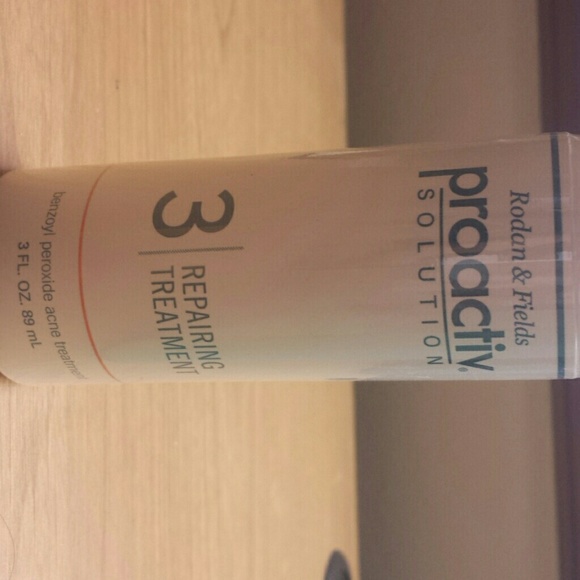 Rodan & Fields
proactiv®
SOLUTION
3 REPAIRING
TREATMENT
benzoyl peroxide acne treatment
3 FL. OZ. 89 mL